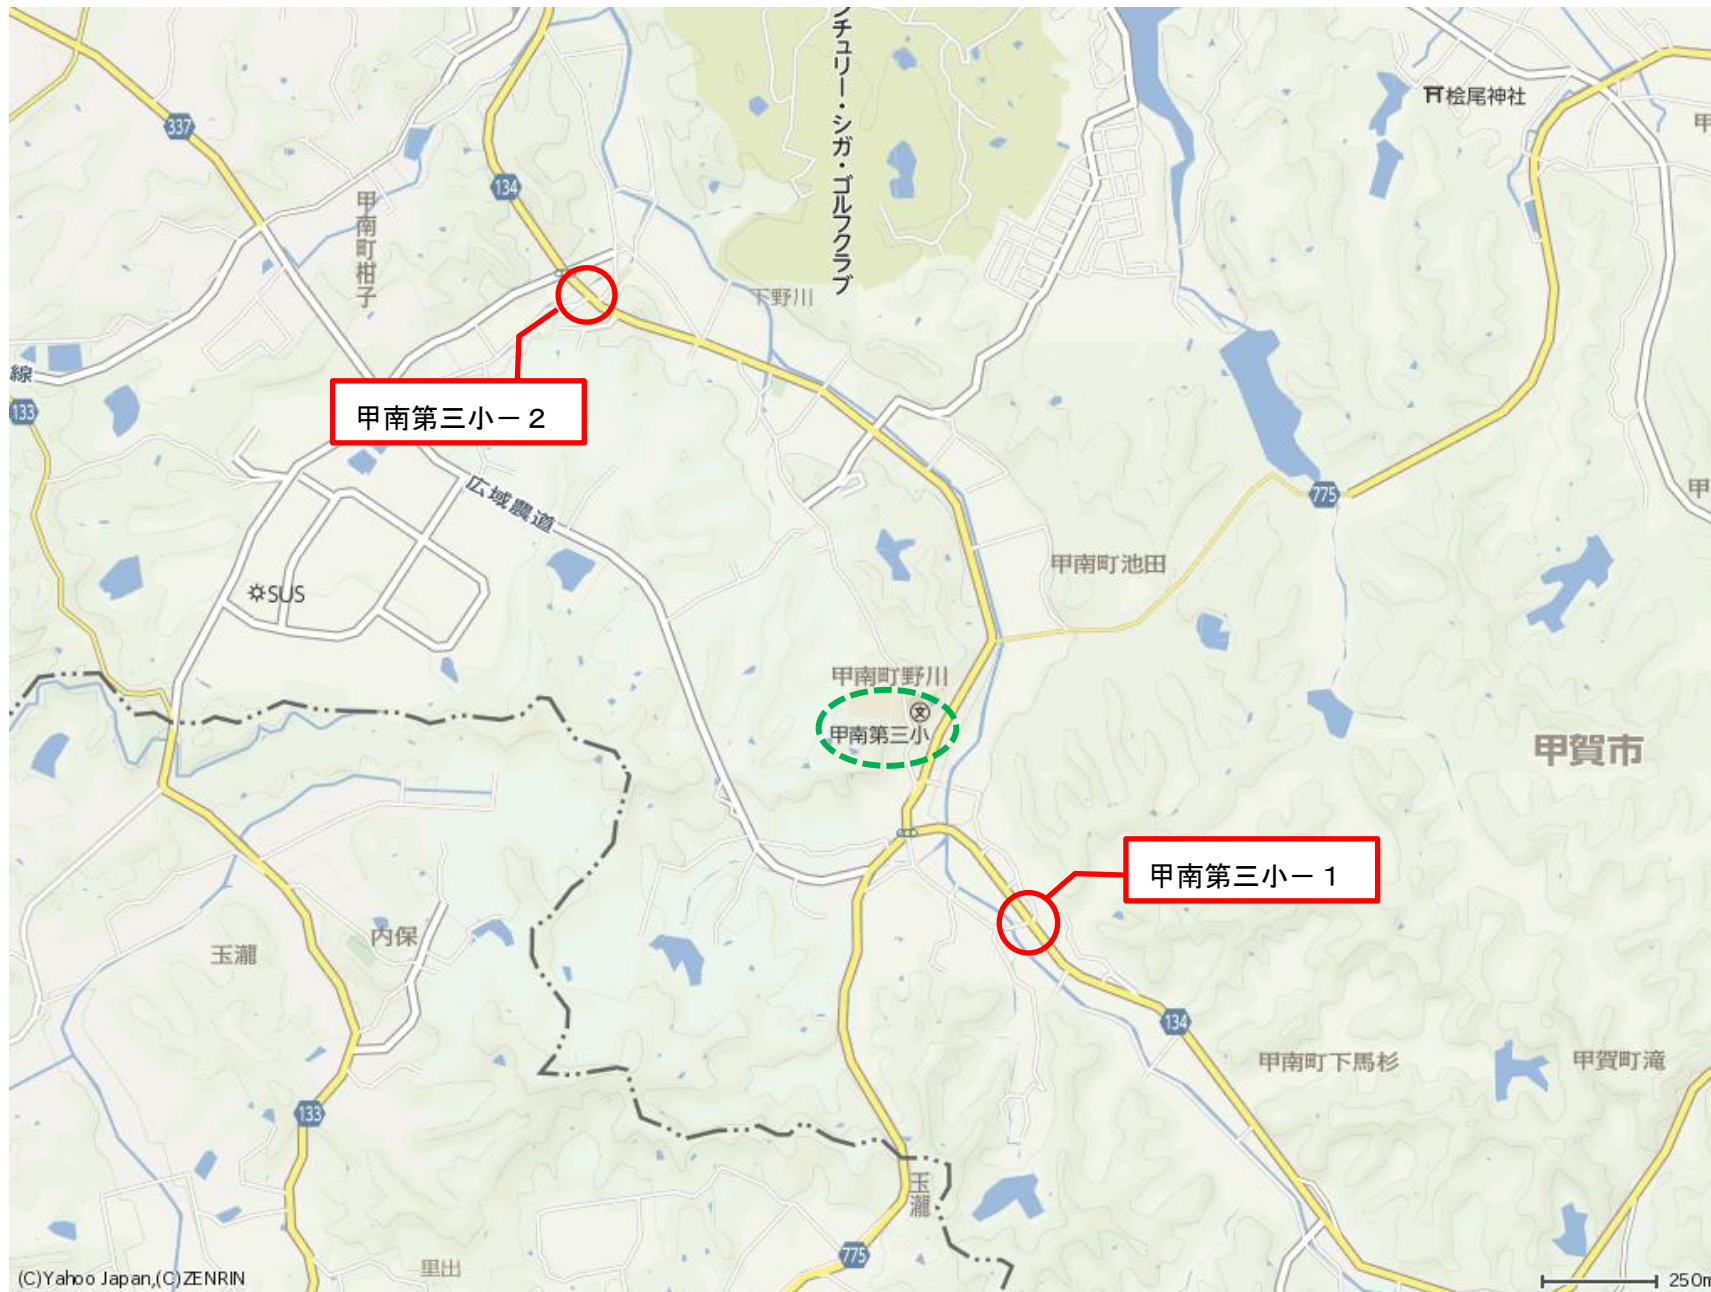 ンチュリー・シガ・ゴルフクラブ
桧尾神社
甲
337
134
甲南町柑子
下野川
線
133
甲南第三小－２
広域農道
775
甲
甲南町池田
SUS
甲南町野川
文
甲南第三小
甲賀市
甲南第三小－１
内保
玉瀧
134
甲南町下馬杉
甲賀町滝
133
玉瀧
775
里出
(C)Yahoo Japan,(C)ZENRIN
250m